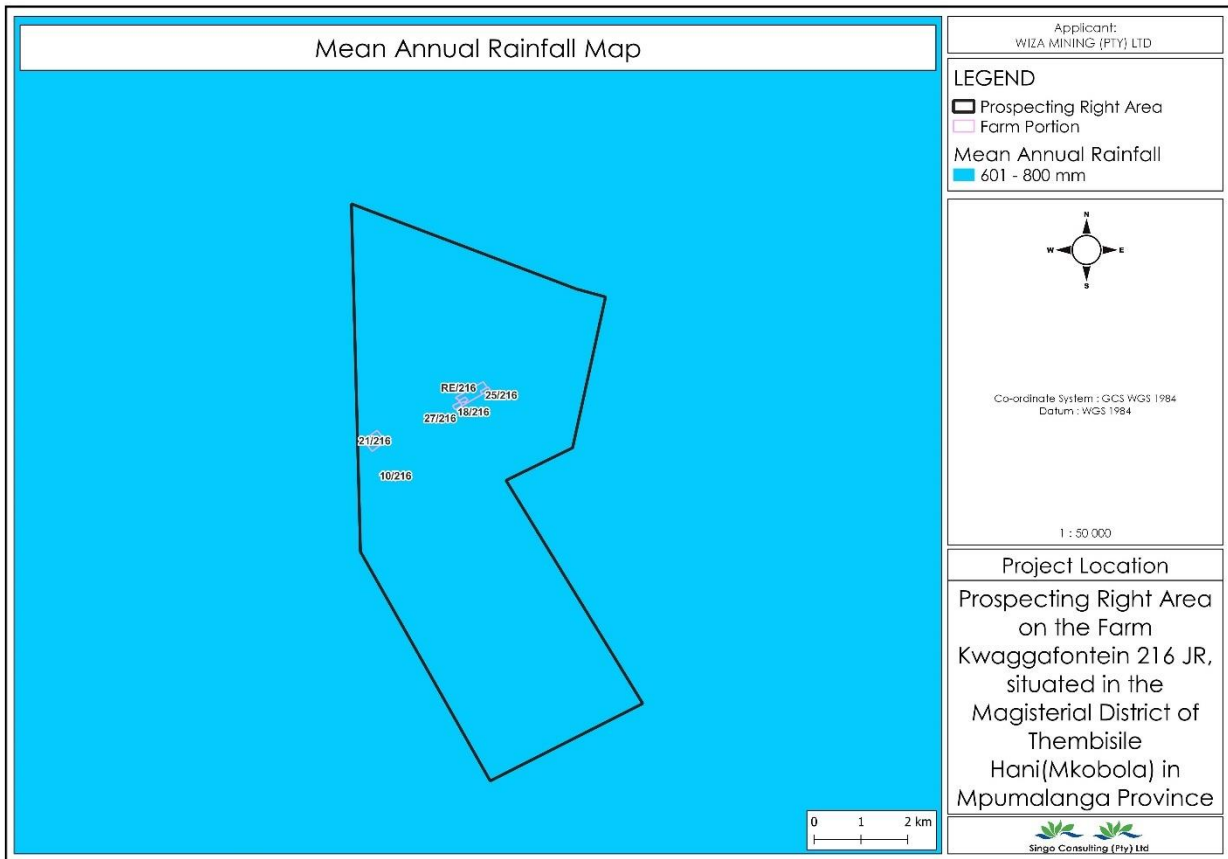 Mean Annual Rainfall Map
RE/216
25/216
18/216
27/216
21/216
10/216
0 1 2 km
Applicant:
WIZA MINING (PTY) LTD
LEGEND
Prospecting Right Area
Farm Portion
Mean Annual Rainfall
601 - 800 mm
N
W E
S
Co-ordinate System : GCS WGS 1984
Datum : WGS 1984
1 : 50 000
Project Location
Prospecting Right Area
on the Farm
Kwaggafontein 216 JR,
situated in the
Magisterial District of
Thembisile
Hani(Mkobola) in
Mpumalanga Province
Singo Consulting (Pty) Ltd